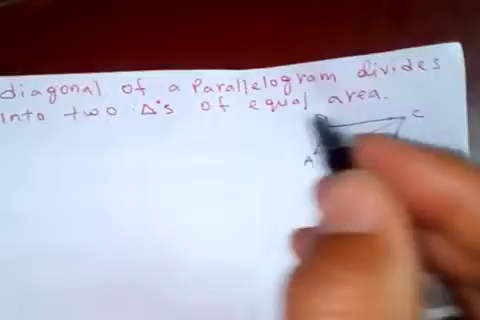 diagonal of a Parallelogram divides
into two Δ's of equal area.
C
A